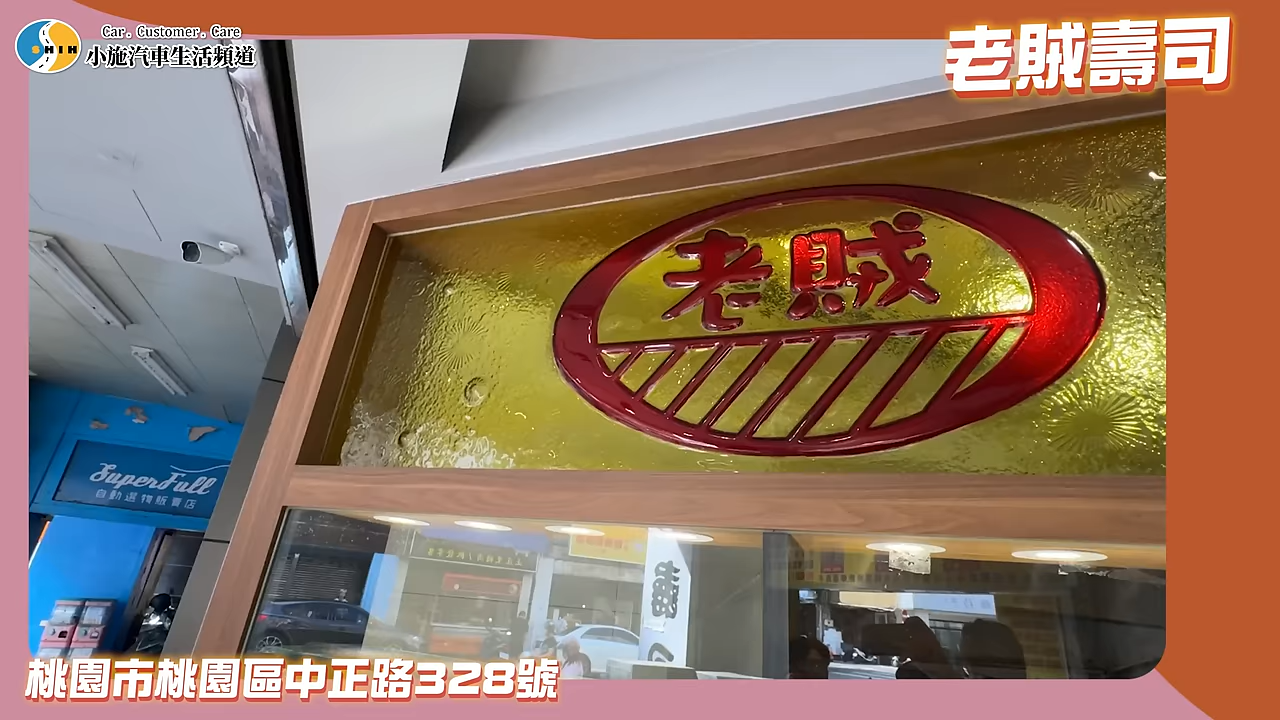 Car. Customer. Care
SHIH
小施汽車生活頻道
老賊壽司
老賊
SuperFull
自動選物販賣店
桃園市桃園區中正路328號